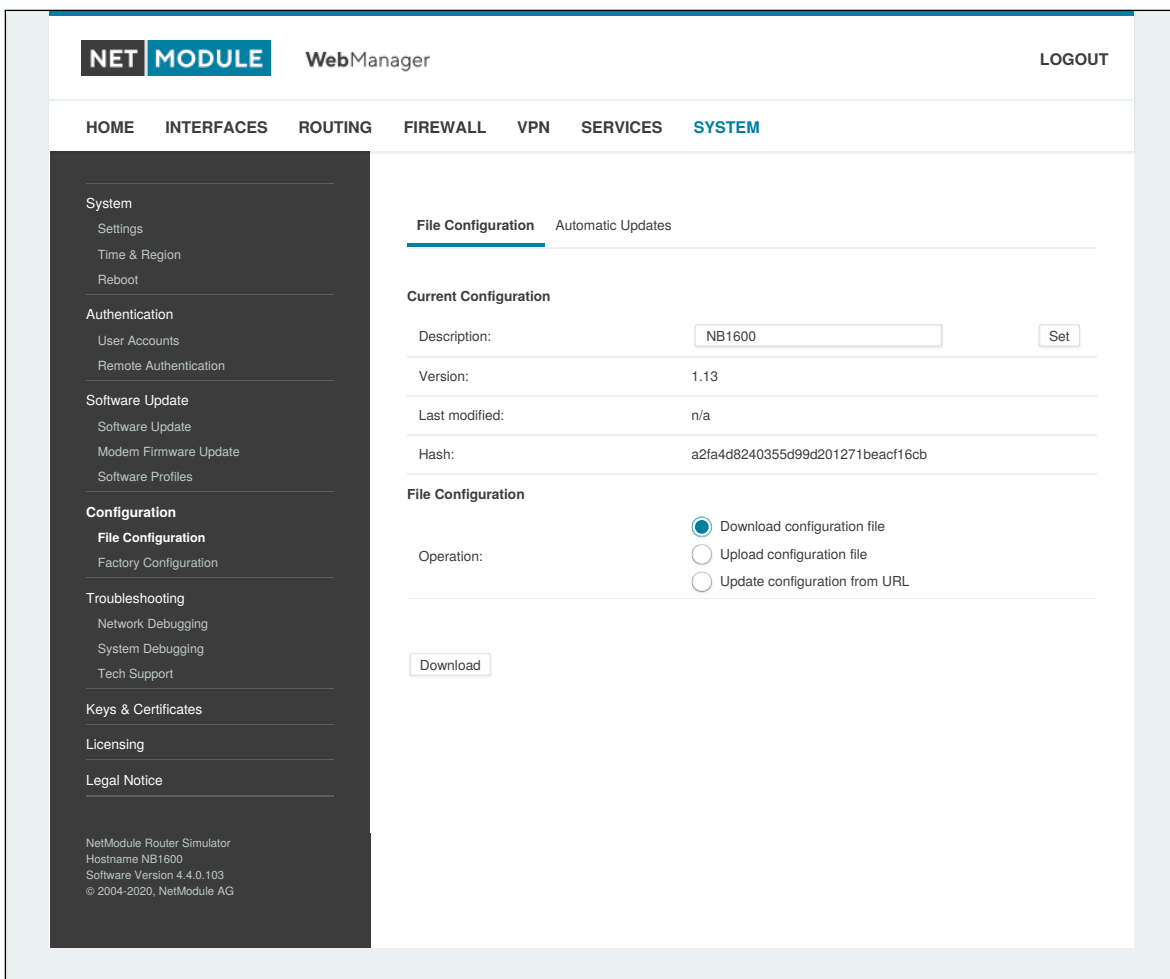 NET MODULE WebManager LOGOUT
HOME INTERFACES ROUTING FIREWALL VPN SERVICES SYSTEM
System
Settings
Time & Region
Reboot
Authentication
User Accounts
Remote Authentication
Software Update
Software Update
Modem Firmware Update
Software Profiles
Configuration
File Configuration
Factory Configuration
Troubleshooting
Network Debugging
System Debugging
Tech Support
Keys & Certificates
Licensing
Legal Notice
NetModule Router Simulator
Hostname NB1600
Software Version 4.4.0.103
© 2004-2020, NetModule AG
File Configuration Automatic Updates
Current Configuration
Description: NB1600 Set
Version: 1.13
Last modified: n/a
Hash: a2fa4d8240355d99d201271beacf16cb
File Configuration
Operation:
Download configuration file
Upload configuration file
Update configuration from URL
Download